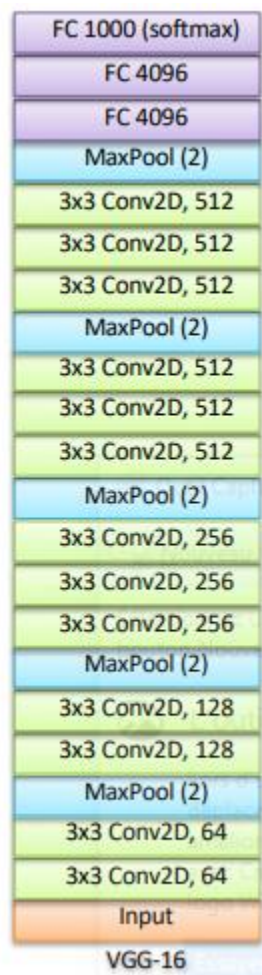 FC 1000 (softmax)
FC 4096
FC 4096
MaxPool (2)
3x3 Conv2D, 512
3x3 Conv2D, 512
3x3 Conv2D, 512
MaxPool (2)
3x3 Conv2D, 512
3x3 Conv2D, 512
3x3 Conv2D, 512
MaxPool (2)
3x3 Conv2D, 256
3x3 Conv2D, 256
3x3 Conv2D, 256
MaxPool (2)
3x3 Conv2D, 128
3x3 Conv2D, 128
MaxPool (2)
3x3 Conv2D, 64
3x3 Conv2D, 64
Input
VGG-16